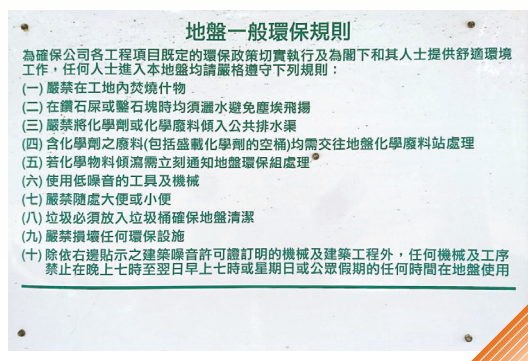 地盤一般環保規則
為確保公司各工程項目既定的環保政策切實執行及為閣下和其人士提供舒適環境
工作，任何人士進入本地盤均請嚴格遵守下列規則：
(一) 嚴禁在工地內焚燒什物
(二) 在鑽石屎或鑿石塊時均須灑水避免塵埃飛揚
(三) 嚴禁將化學劑或化學廢料傾入公共排水渠
(四) 含化學劑之廢料(包括盛載化學劑的空桶)均需交往地盤化學廢料站處理
(五) 若化學物料傾瀉需立刻通知地盤環保組處理
(六) 使用低噪音的工具及機械
(七) 嚴禁隨處大便或小便
(八) 垃圾必須放入垃圾桶確保地盤清潔
(九) 嚴禁損壞任何環保設施
(十) 除依右邊貼示之建築噪音許可證訂明的機械及建築工程外，任何機械及工序
禁止在晚上七時至翌日早上七時或星期日或公眾假期的任何時間在地盤使用